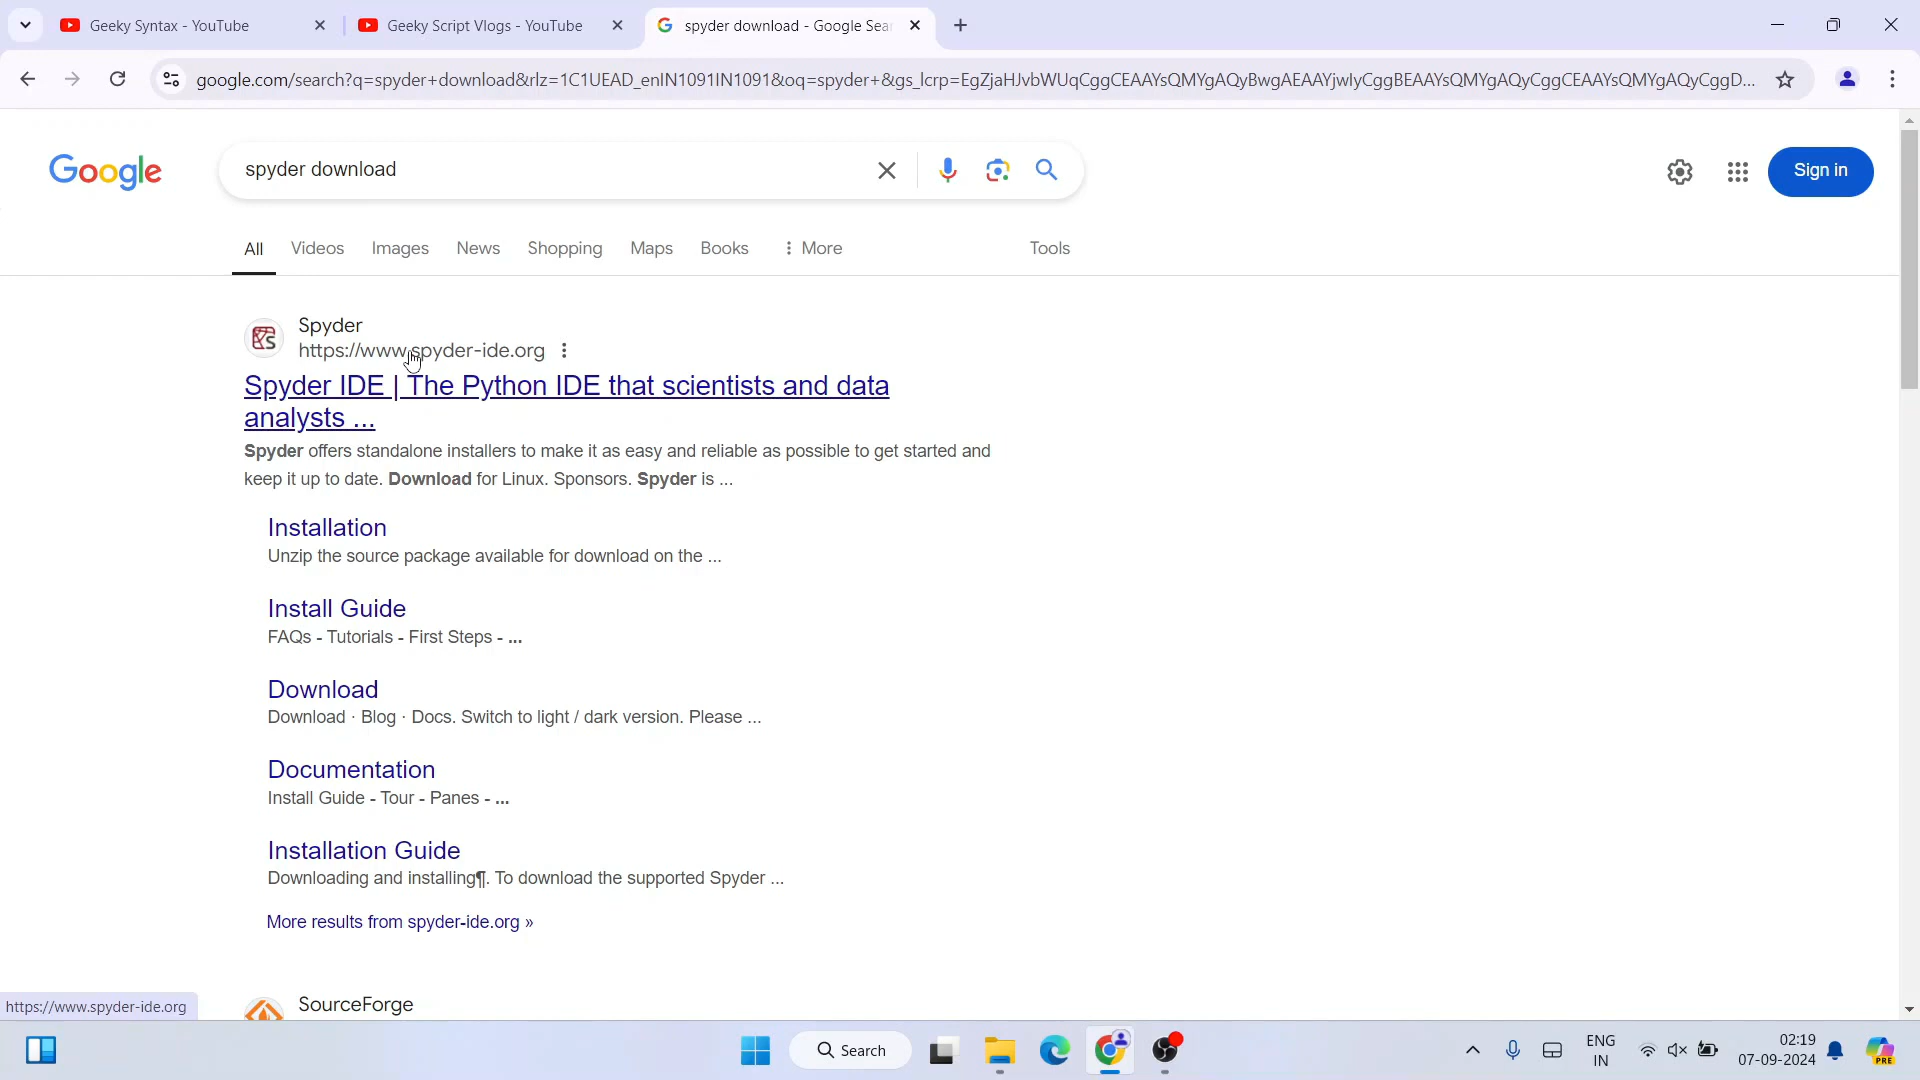 Geeky Syntax - YouTube
Geeky Script Vlogs - YouTube
spyder download - Google Sear
google.com/search?q=spyder+download&rlz=1C1UEAD_enIN1091IN1091&oq=spyder+&gs_lcrp=EgZjaHJvbWUqCggCEAAYsQMYgAQyBwgAEAAYjwIyCggBEAAYsQMYgAQyCggCEAAYsQMYgAQyCggD...
Google
spyder download
Sign in
All
Videos
Images
News
Shopping
Maps
Books
More
Tools
Spyder
https://www.spyder-ide.org
Spyder IDE | The Python IDE that scientists and data
analysts ...
Spyder offers standalone installers to make it as easy and reliable as possible to get started and
keep it up to date. Download for Linux. Sponsors. Spyder is ...
Installation
Unzip the source package available for download on the ...
Install Guide
FAQs - Tutorials - First Steps - ...
Download
Download · Blog · Docs. Switch to light / dark version. Please ...
Documentation
Install Guide - Tour - Panes - ...
Installation Guide
Downloading and installing¶. To download the supported Spyder ...
More results from spyder-ide.org »
SourceForge
https://www.spyder-ide.org
Search
ENG
IN
02:19
07-09-2024
PRE